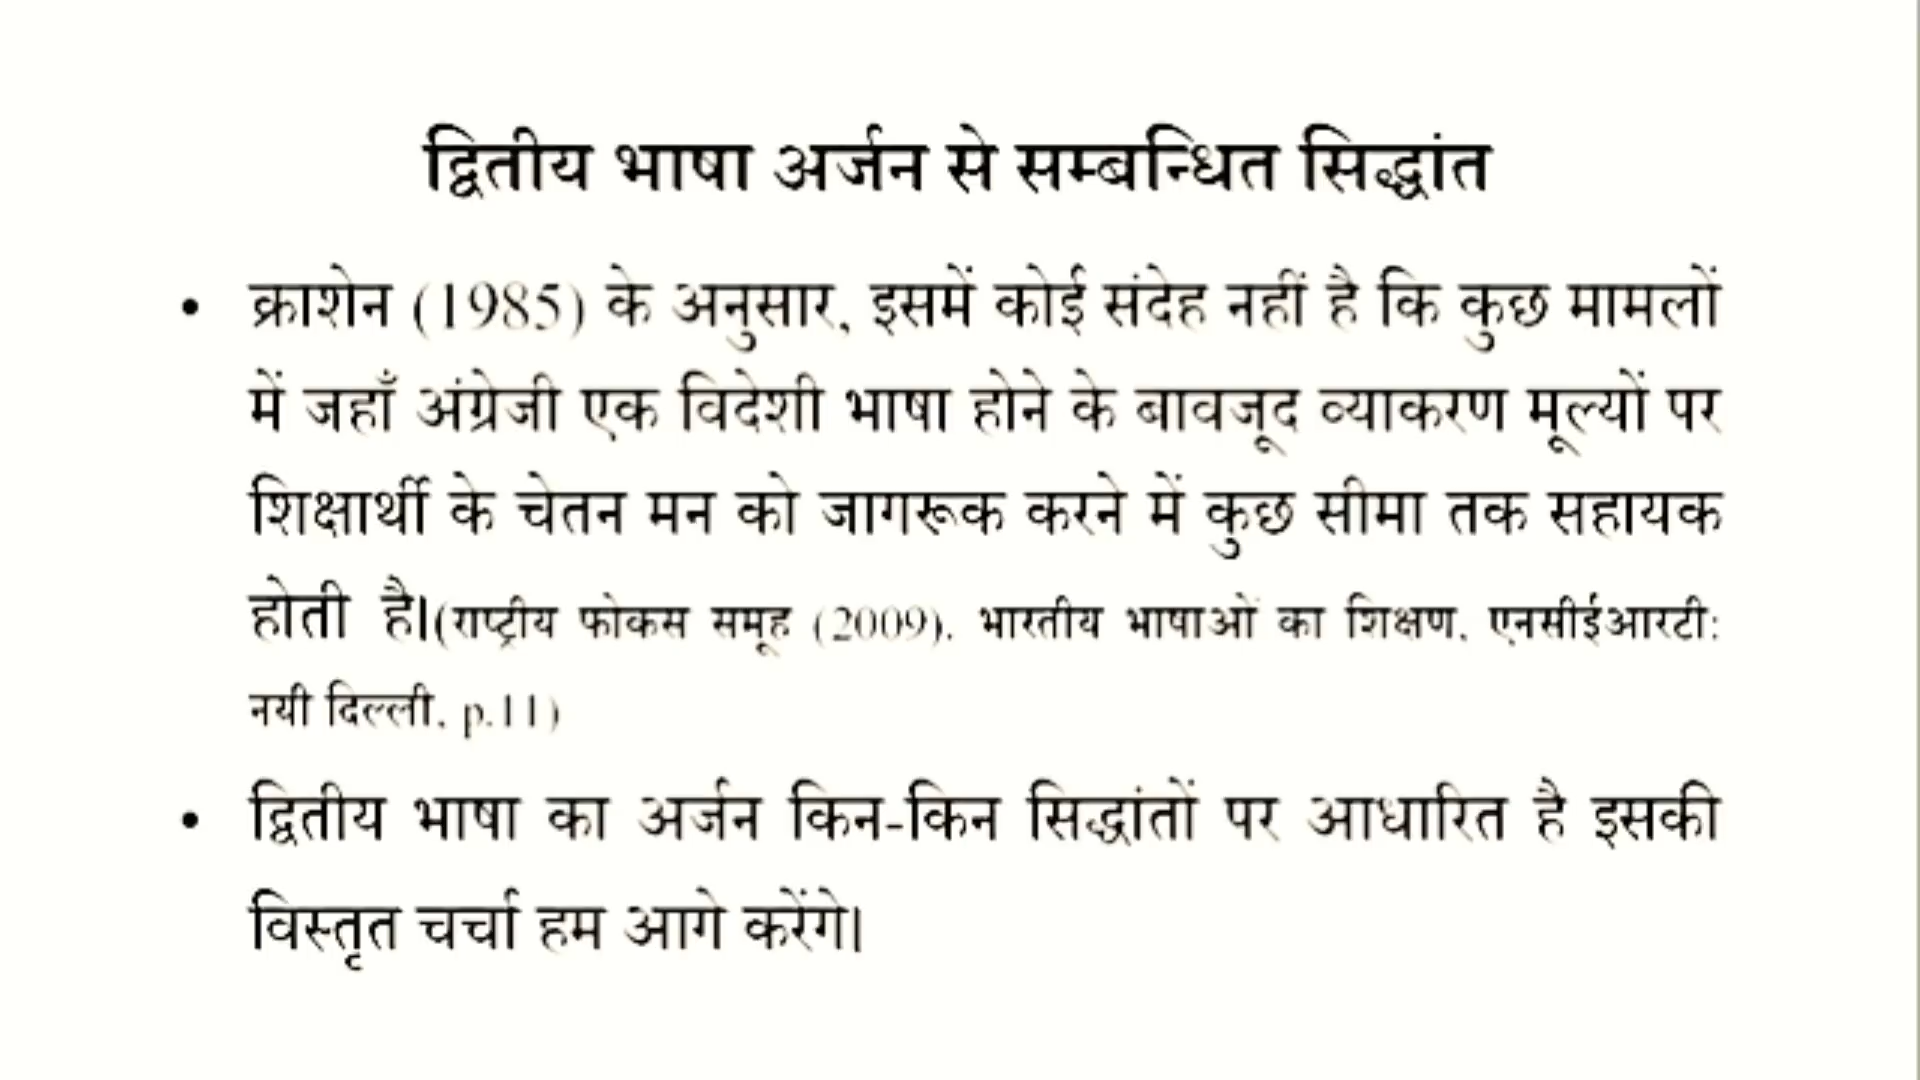 द्वितीय भाषा अर्जन से सम्बन्धित सिद्धांत
• क्राशेन (1985) के अनुसार, इसमें कोई संदेह नहीं है कि कुछ मामलों
में जहाँ अंग्रेजी एक विदेशी भाषा होने के बावजूद व्याकरण मूल्यों पर
शिक्षार्थी के चेतन मन को जागरूक करने में कुछ सीमा तक सहायक
होती है।(राष्ट्रीय फोकस समूह (2009). भारतीय भाषाओं का शिक्षण. एनसीईआरटी:
नयी दिल्ली. p.11)
• द्वितीय भाषा का अर्जन किन-किन सिद्धांतों पर आधारित है इसकी
विस्तृत चर्चा हम आगे करेंगे।